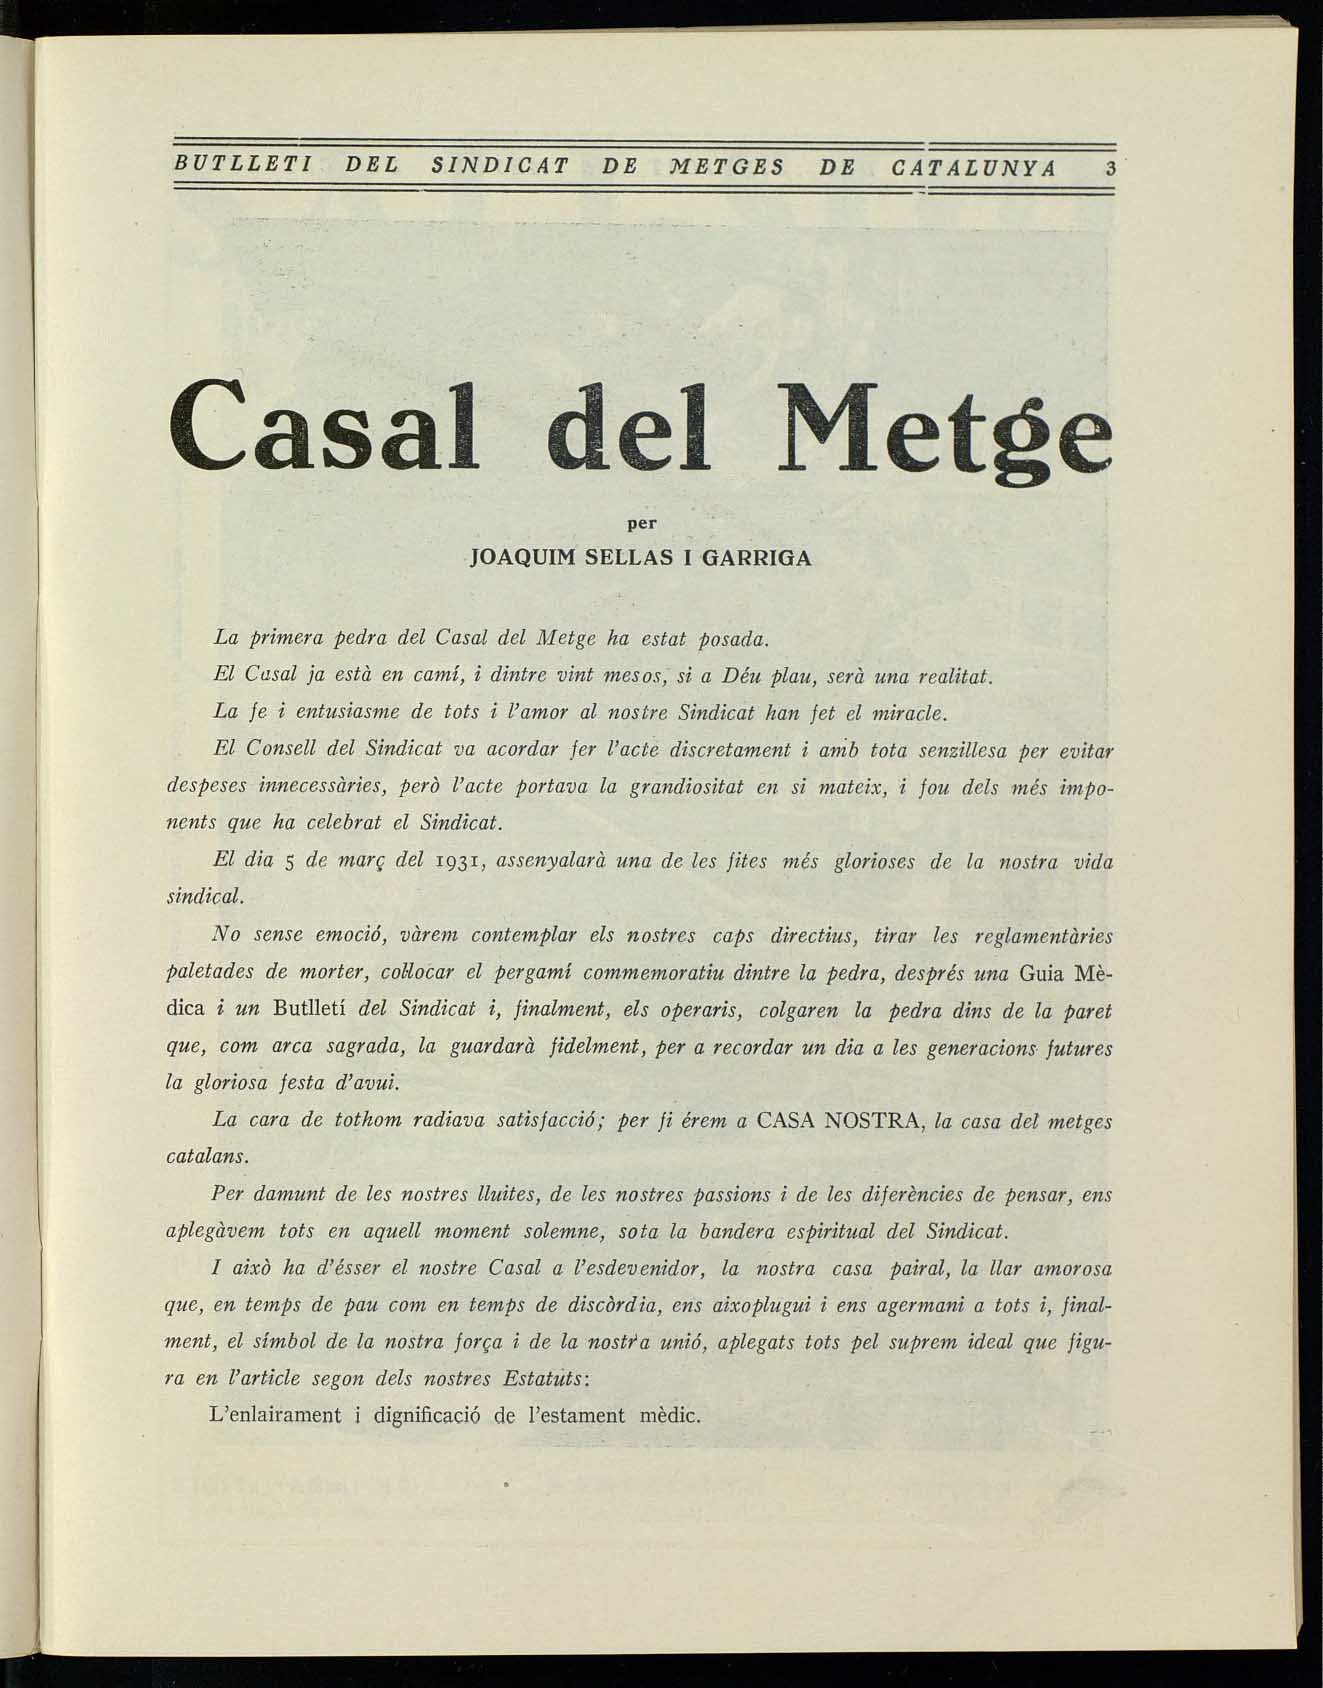 BUTLLETI DEL SINDICAT DE METGES DE CATALUNYA 3
Casal del Metge
per
JOAQUIM SELLAS I GARRIGA
La primera pedra del Casal del Metge ha estat posada.
El Casal ja està en camí, i dintre vint mesos, si a Déu plau, serà una realitat.
La fe i entusiasme de tots i l'amor al nostre Sindicat han fet el miracle.
El Consell del Sindicat va acordar fer l'acte discretament i amb tota senzillesa per evitar
despeses innecessàries, però l'acte portava la grandiositat en si mateix, i fou dels més impo-
nents que ha celebrat el Sindicat.
El dia 5 de març del 1931, assenyalarà una de les fites més glorioses de la nostra vida
sindical.
No sense emoció, vàrem contemplar els nostres caps directius, tirar les reglamentàries
paletades de morter, coŀlocar el pergamí commemoratiu dintre la pedra, després una Guia Mè-
dica i un Butlletí del Sindicat i, finalment, els operaris, colgaren la pedra dins de la paret
que, com arca sagrada, la guardarà fidelment, per a recordar un dia a les generacions futures
la gloriosa festa d'avui.
La cara de tothom radiava satisfacció; per fi érem a CASA NOSTRA, la casa del metges
catalans.
Per damunt de les nostres lluites, de les nostres passions i de les diferències de pensar, ens
aplegàvem tots en aquell moment solemne, sota la bandera espiritual del Sindicat.
I això ha d'ésser el nostre Casal a l'esdevenidor, la nostra casa pairal, la llar amorosa
que, en temps de pau com en temps de discòrdia, ens aixoplugui i ens agermani a tots i, final-
ment, el símbol de la nostra força i de la nostra unió, aplegats tots pel suprem ideal que figu-
ra en l'article segon dels nostres Estatuts:
L'enlairament i dignificació de l'estament mèdic.